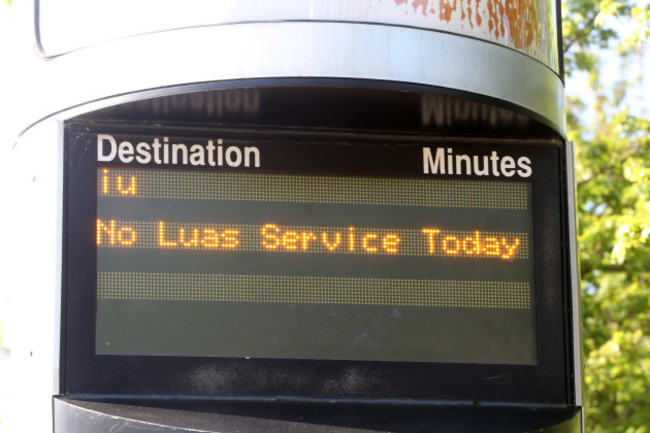 Destination Minutes
iu
No Luas Service Today